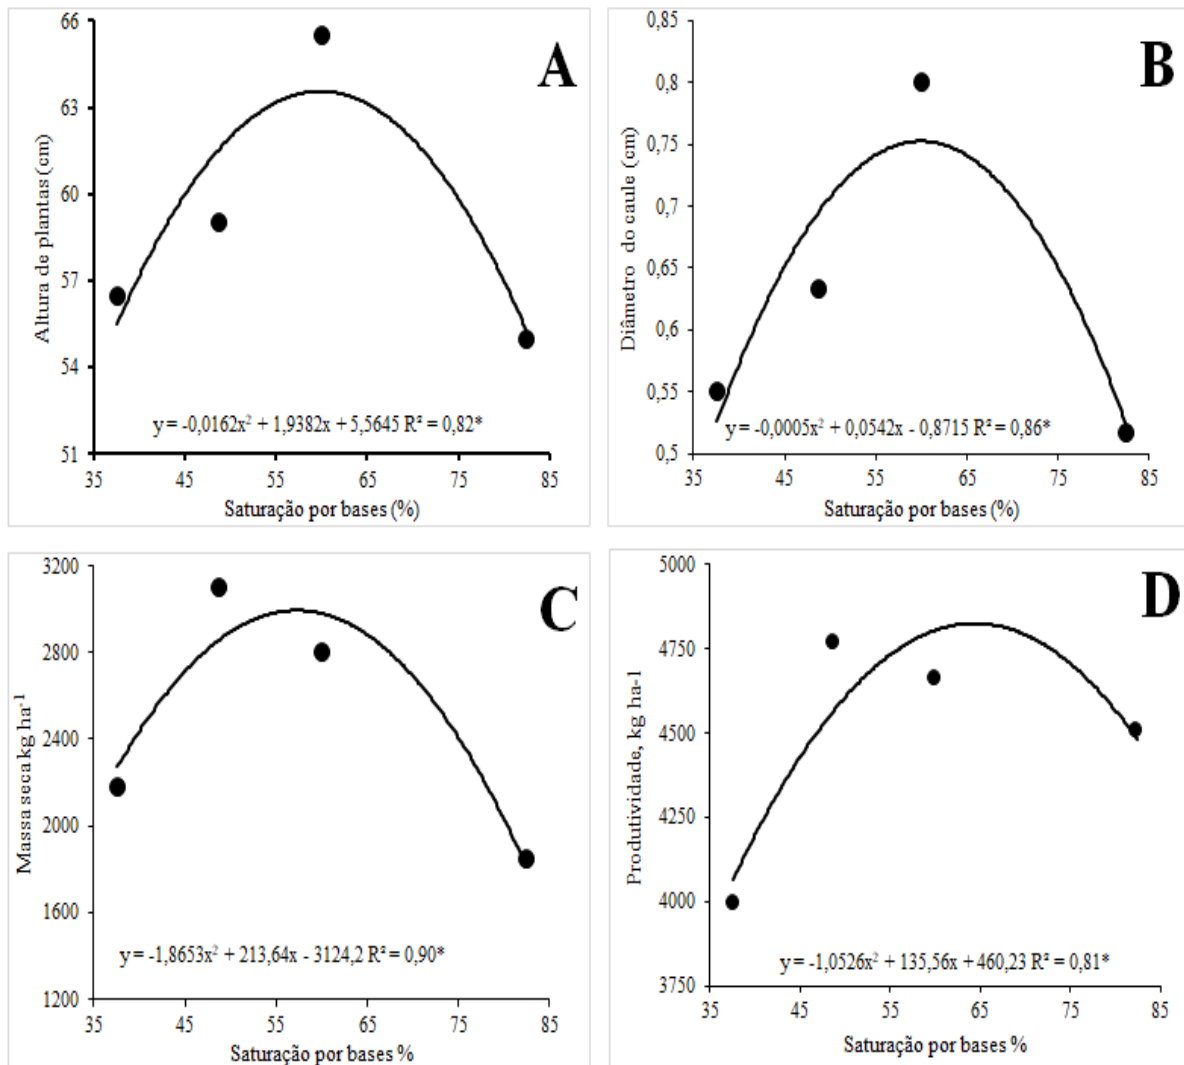 A
Altura de plantas (cm)
66
63
60
57
54
51
y = -0,0162x² + 1,9382x + 5,5645 R² = 0,82*
35 45 55 65 75 85
Saturação por bases (%)
B
Diâmetro do caule (cm)
0,85
0,8
0,75
0,7
0,65
0,6
0,55
0,5
y = -0,0005x² + 0,0542x - 0,8715 R² = 0,86*
35 45 55 65 75 85
Saturação por bases (%)
C
Massa seca kg ha⁻¹
3200
2800
2400
2000
1600
1200
y = -1,8653x² + 213,64x - 3124,2 R² = 0,90*
35 45 55 65 75 85
Saturação por bases %
D
Produtividade, kg ha-1
5000
4750
4500
4250
4000
3750
y = -1,0526x² + 135,56x + 460,23 R² = 0,81*
35 45 55 65 75 85
Saturação por bases %